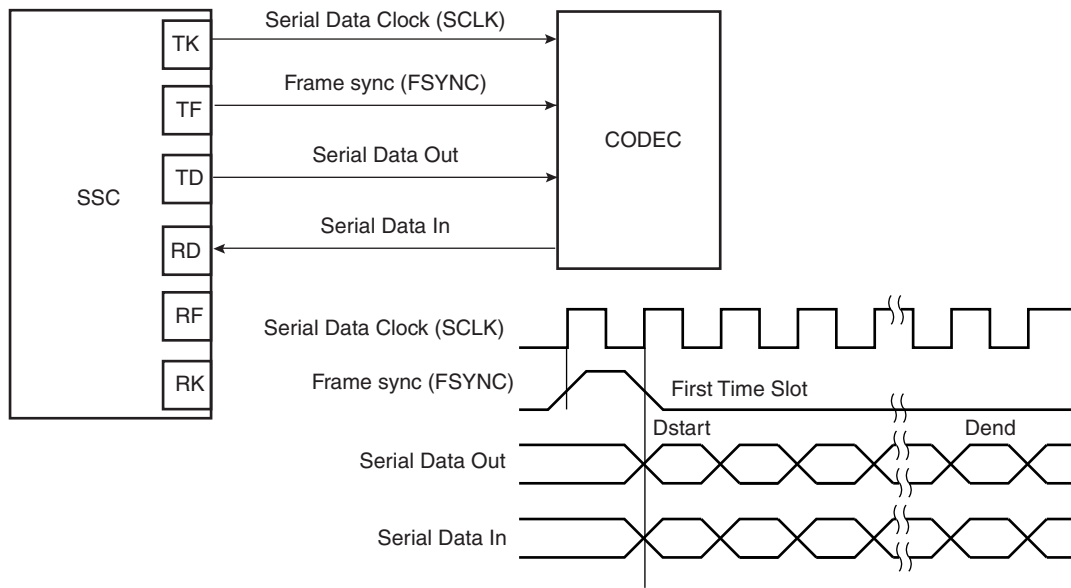 TK
Serial Data Clock (SCLK)
TF
Frame sync (FSYNC)
CODEC
TD
Serial Data Out
SSC
RD
Serial Data In
RF
RK
Serial Data Clock (SCLK)
Frame sync (FSYNC)
First Time Slot
Dstart
Dend
Serial Data Out
Serial Data In